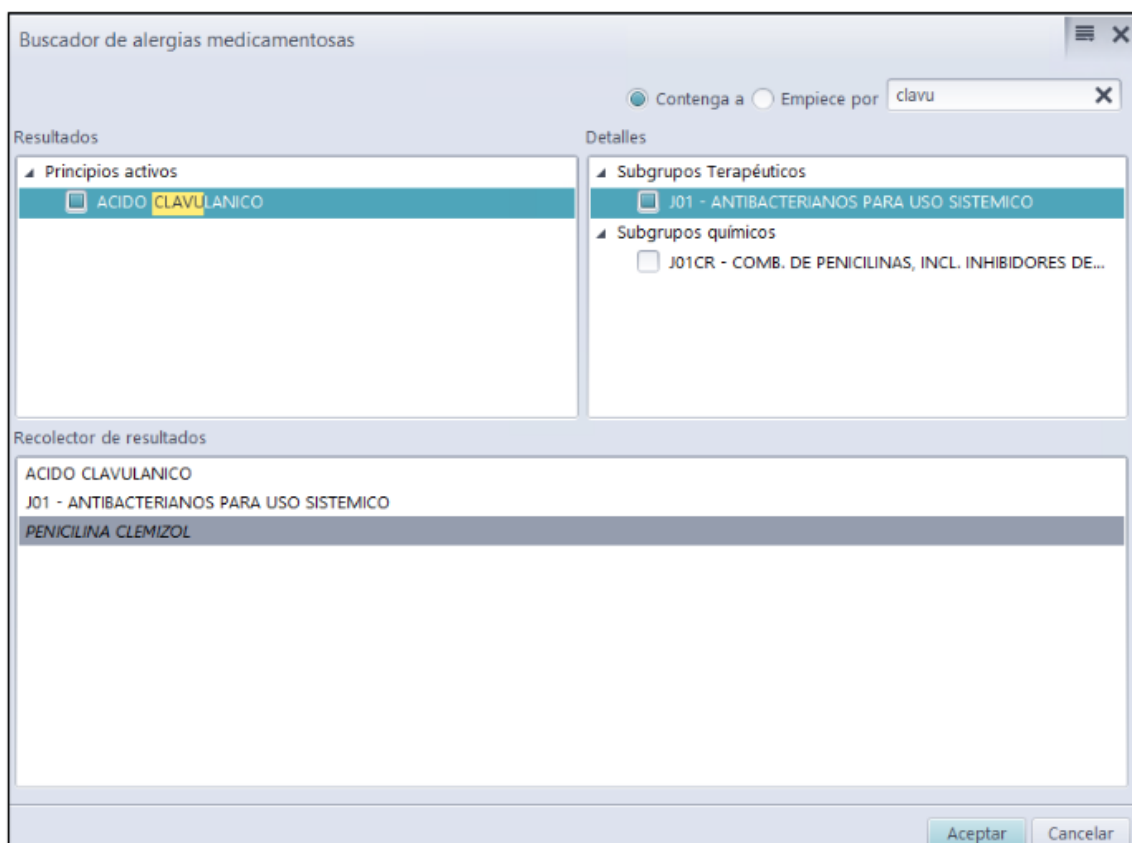 Buscador de alergias medicamentosas
Contenga a Empiece por clavu
Resultados
Principios activos
ACIDO CLAVULANICO
Detalles
Subgrupos Terapéuticos
J01 - ANTIBACTERIANOS PARA USO SISTEMICO
Subgrupos químicos
J01CR - COMB. DE PENICILINAS, INCL. INHIBIDORES DE...
Recolector de resultados
ACIDO CLAVULANICO
J01 - ANTIBACTERIANOS PARA USO SISTEMICO
PENICILINA CLEMIZOL
Aceptar Cancelar